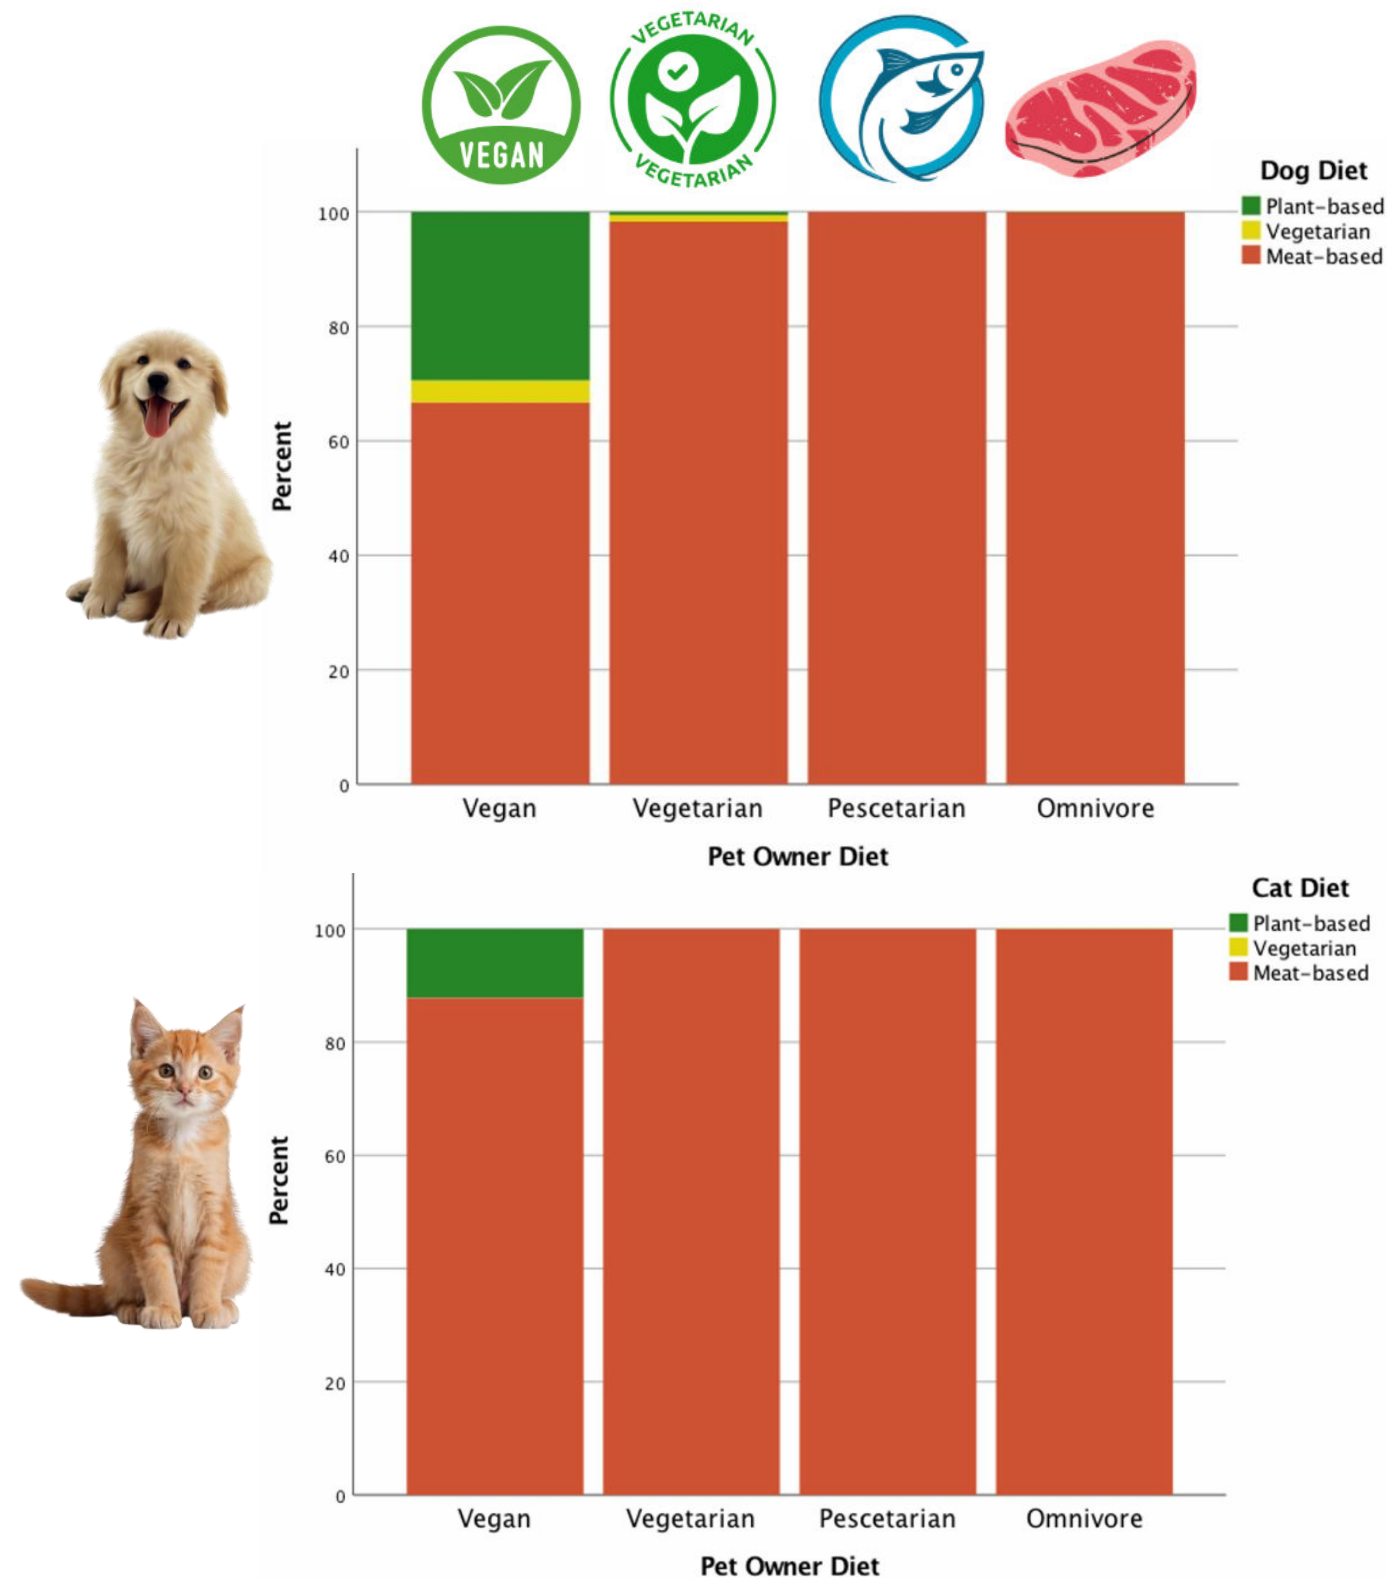 VEGAN
VEGETARIAN
VEGETARIAN
Dog Diet
Plant-based
Vegetarian
Meat-based
100
80
60
40
20
0
Percent
Vegan Vegetarian Pescetarian Omnivore
Pet Owner Diet
Cat Diet
Plant-based
Vegetarian
Meat-based
100
80
60
40
20
0
Percent
Vegan Vegetarian Pescetarian Omnivore
Pet Owner Diet